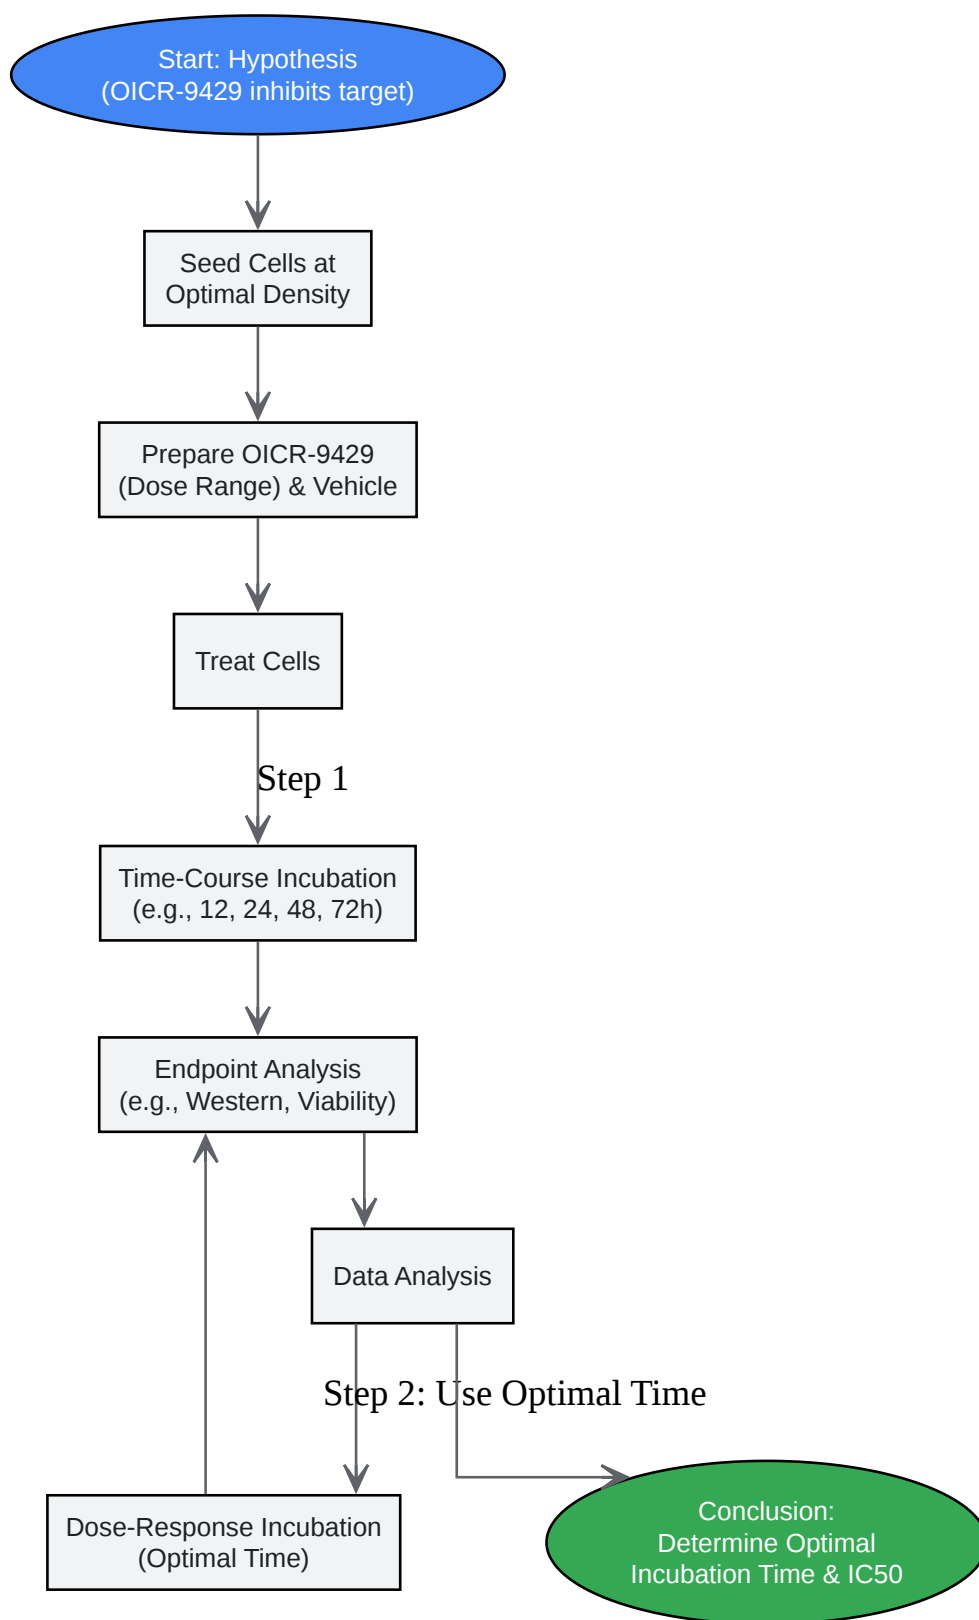 Start: Hypothesis
(OICR-9429 inhibits target)
Seed Cells at
Optimal Density
Prepare OICR-9429
(Dose Range) & Vehicle
Treat Cells
Step 1
Time-Course Incubation
(e.g., 12, 24, 48, 72h)
Endpoint Analysis
(e.g., Western, Viability)
Data Analysis
Step 2: Use Optimal Time
Dose-Response Incubation
(Optimal Time)
Conclusion:
Determine Optimal
Incubation Time & IC50